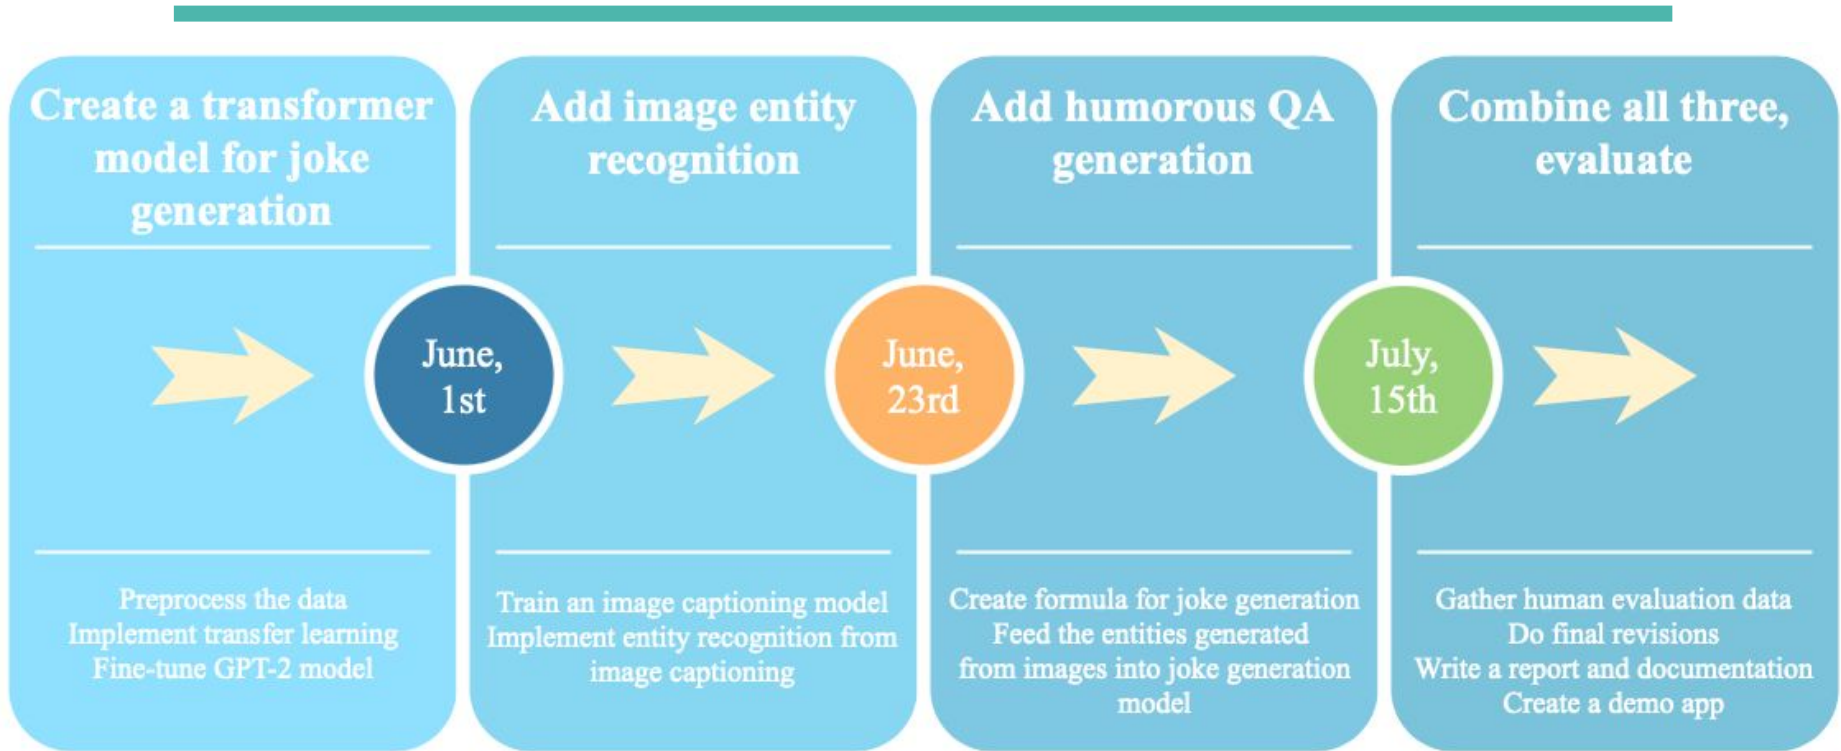 Create a transformer
model for joke
generation
Add image entity
recognition
Add humorous QA
generation
Combine all three,
evaluate
June,
1st
June,
23rd
July,
15th
Preprocess the data
Implement transfer learning
Fine-tune GPT-2 model
Train an image captioning model
Implement entity recognition from
image captioning
Create formula for joke generation
Feed the entities generated
from images into joke generation
model
Gather human evaluation data
Do final revisions
Write a report and documentation
Create a demo app